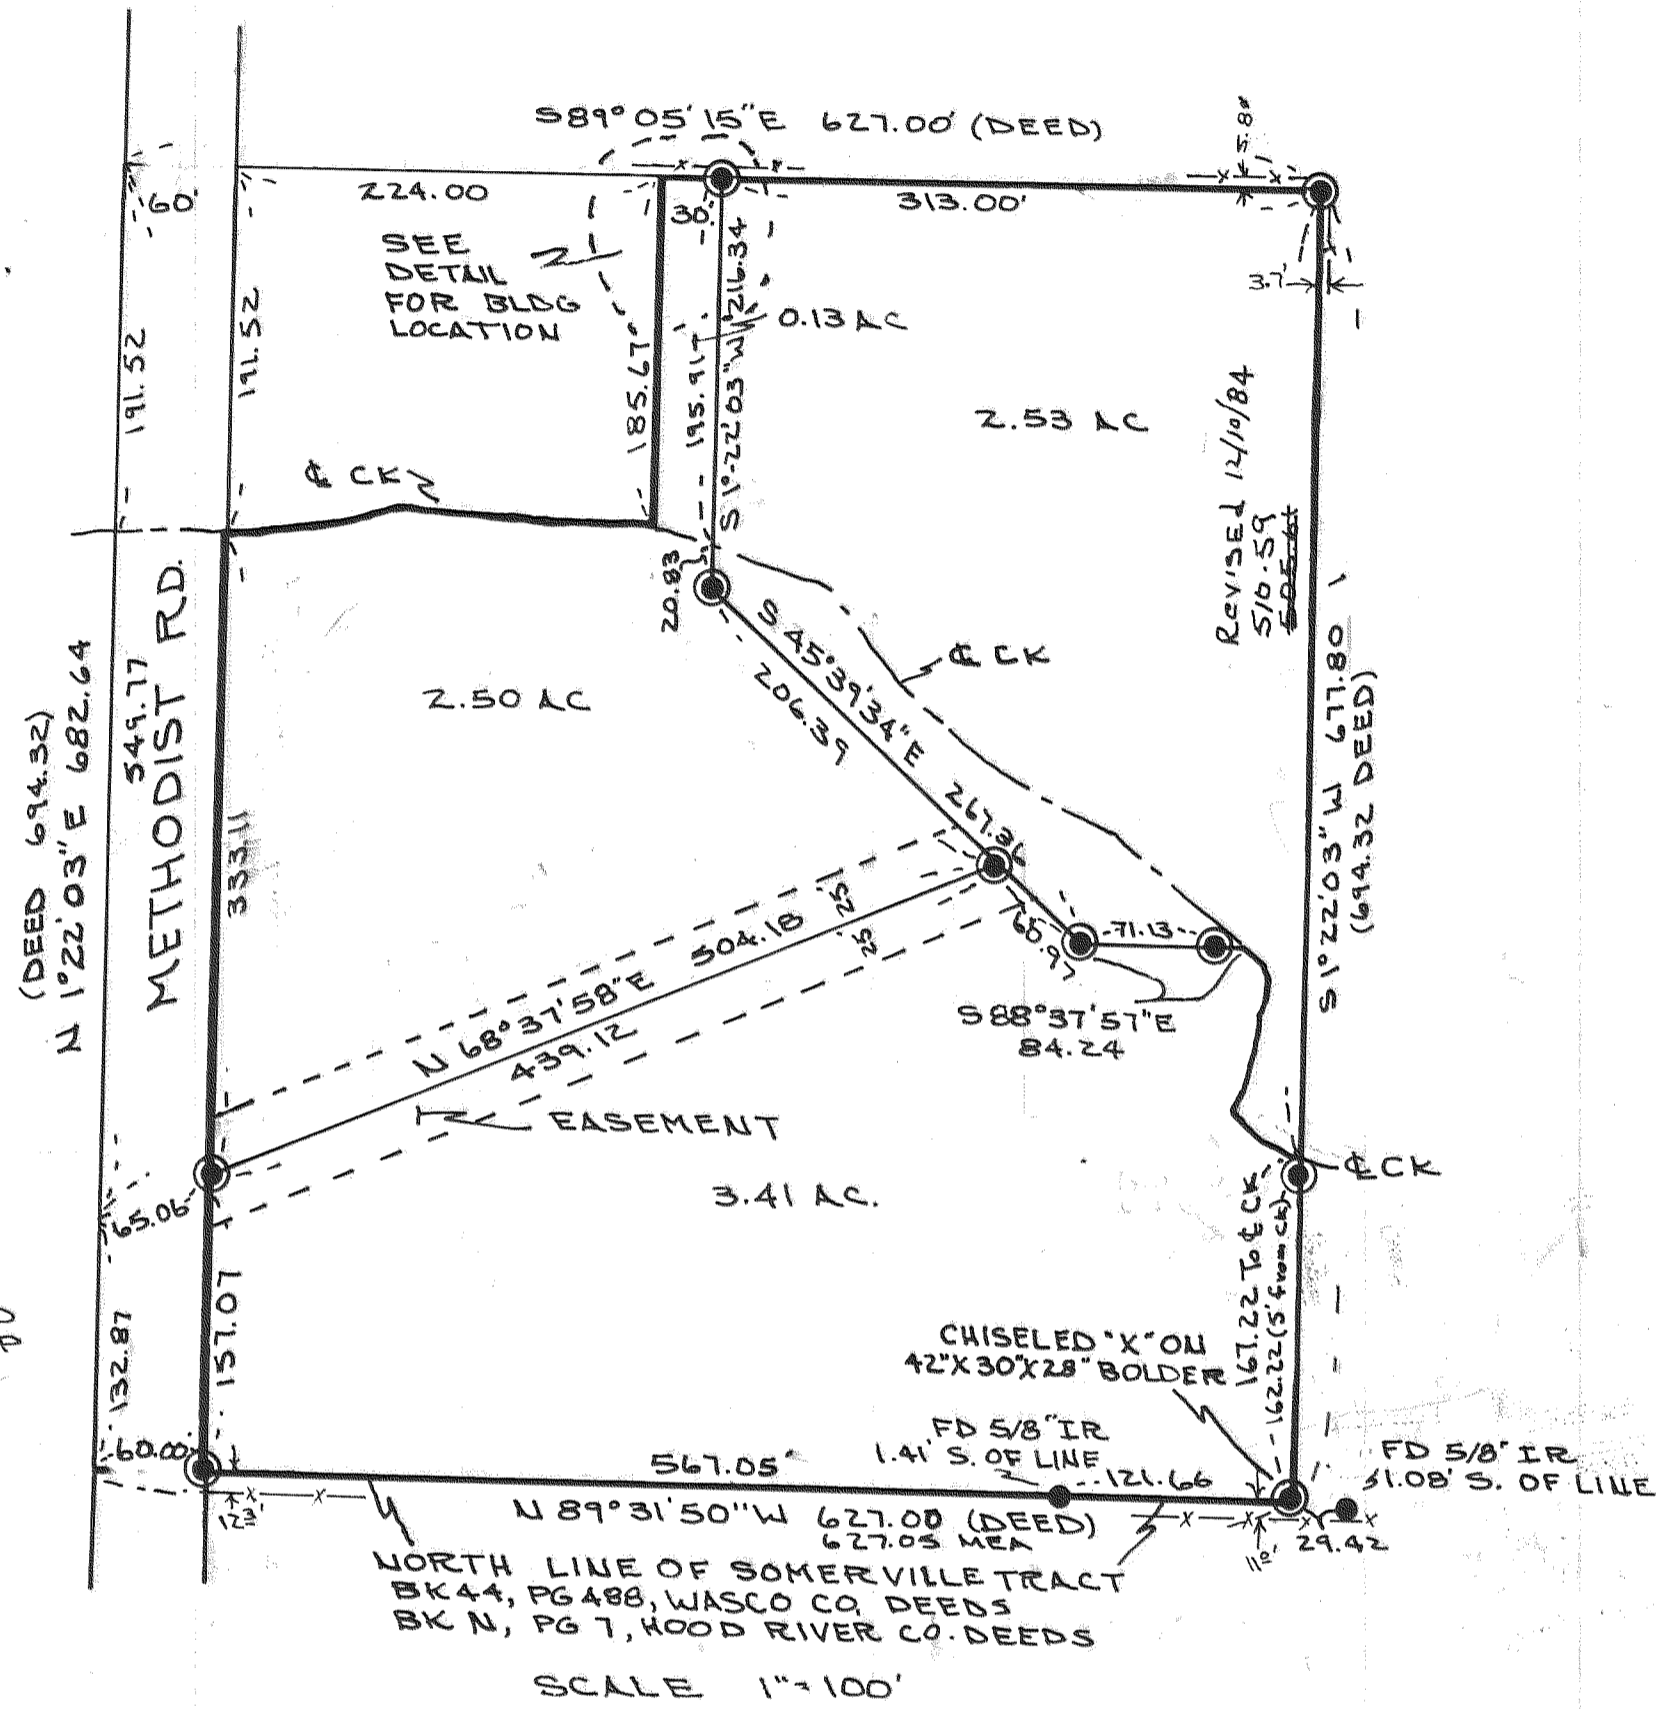 S89°05'15"E 627.00' (DEED)
5.8'
60'
224.00
30'
313.00'
3.7'
SEE
DETAIL
FOR BLDG
LOCATION
191.52
191.52
185.67
195.91
S 1°-22'03"W 216.34
0.13 AC
2.53 AC
Revised 12/10/84
516.59
S 1°22'03"W 677.80
(694.32 DEED)
℄ CK
METHODIST RD.
549.77
(DEED 694.32)
N 1°22'03"E 682.64
333.11
20.83
2.50 AC
S 45°39'34"E 267.36
206.39
℄ CK
60.97
71.13
S88°37'57"E
84.24
N 68°37'58"E 504.18
439.12
25'
25'
EASEMENT
65.06
3.41 AC.
℄ CK
167.22 To ℄ CK
162.22 (5' from CK)
132.87
157.07
CHISELED "X" ON
42"X30"X28" BOLDER
60.00'
567.05'
FD 5/8" IR
1.41' S. OF LINE
121.66
FD 5/8" IR
1.08' S. OF LINE
29.42
N 89°31'50"W 627.00 (DEED)
627.05 MEA
NORTH LINE OF SOMERVILLE TRACT
BK 44, PG 488, WASCO CO. DEEDS
BK N, PG 7, HOOD RIVER CO. DEEDS
SCALE 1"=100'